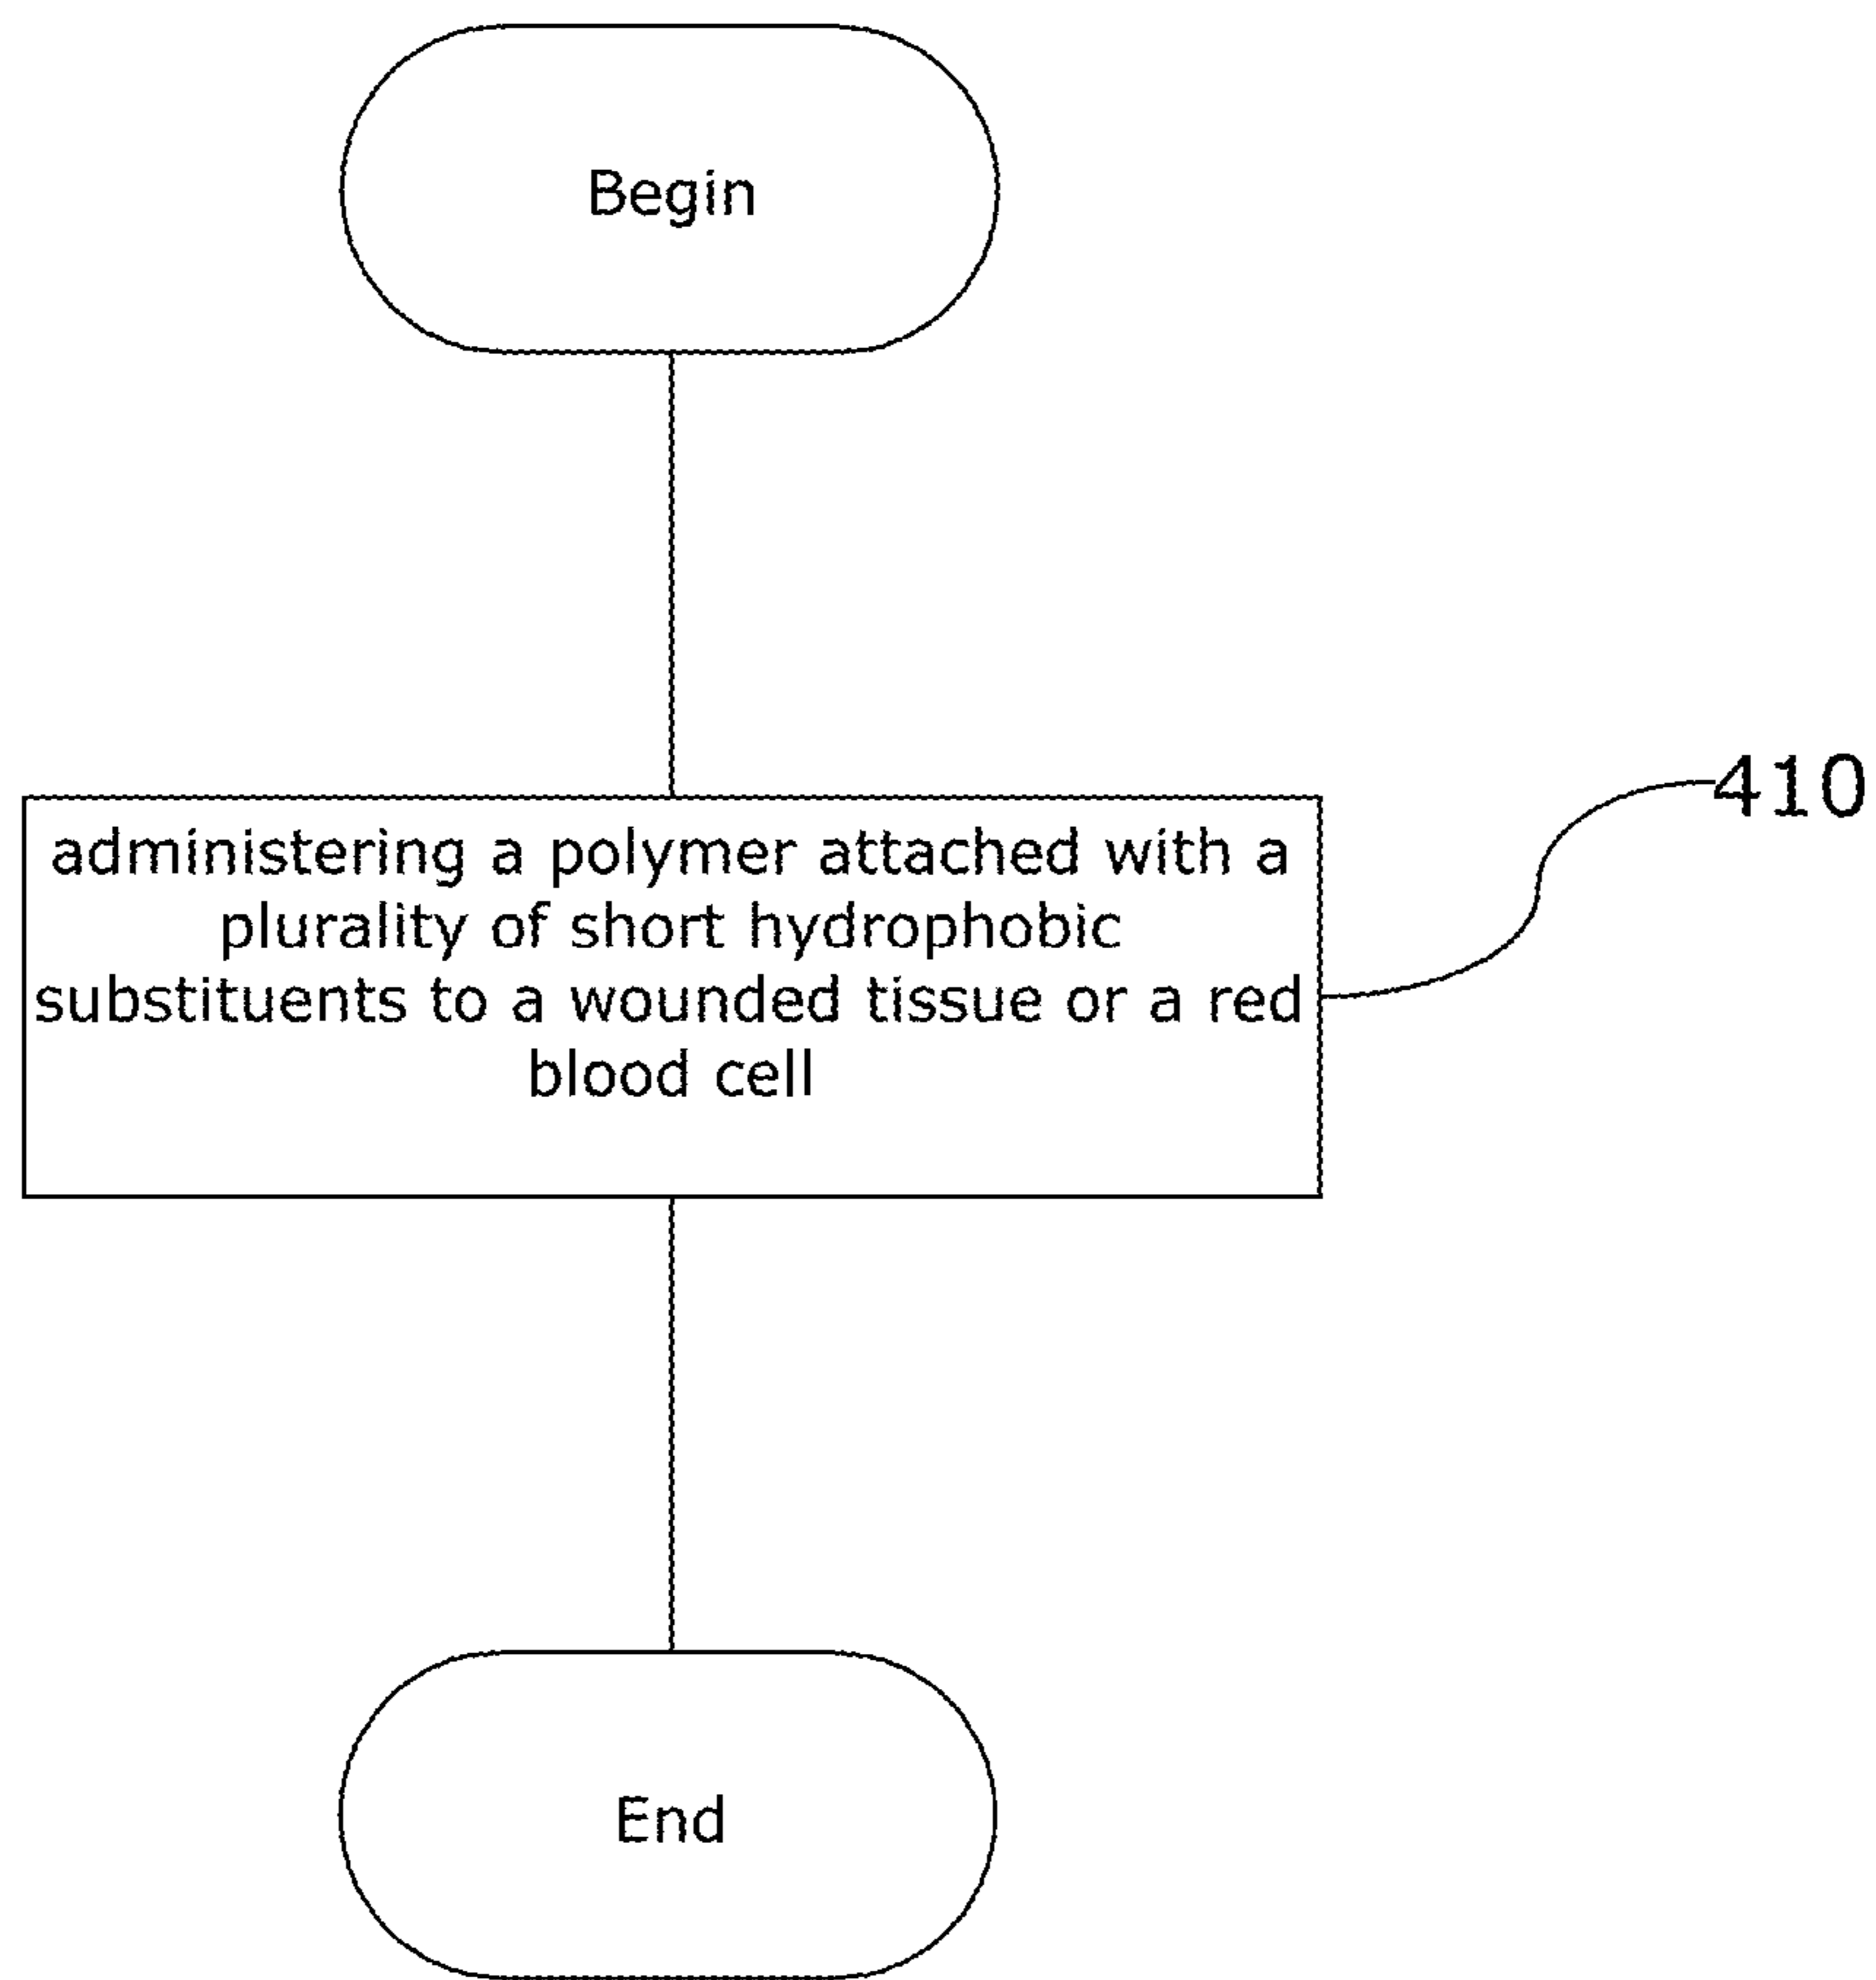 Begin
administering a polymer attached with a
plurality of short hydrophobic
substituents to a wounded tissue or a red
blood cell
410
End